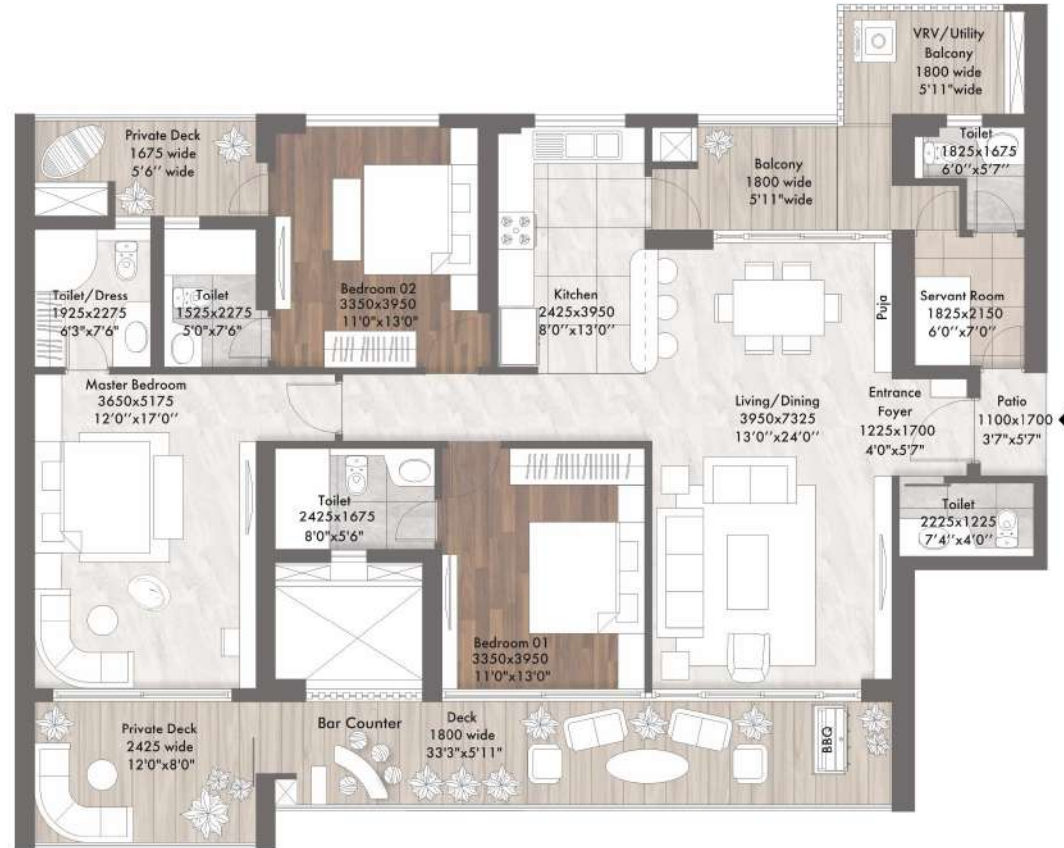 VRV/Utility
Balcony
1800 wide
5'11"wide
Private Deck
1675 wide
5'6'' wide
Toilet
1825x1675
6'0''x5'7''
Balcony
1800 wide
5'11"wide
Toilet/Dress
1925x2275
6'3"x7'6"
Toilet
1525x2275
5'0"x7'6"
Bedroom 02
3350x3950
11'0"x13'0"
Kitchen
2425x3950
8'0''x13'0''
Puja
Servant Room
1825x2150
6'0''x7'0''
Master Bedroom
3650x5175
12'0''x17'0''
Living/Dining
3950x7325
13'0''x24'0''
Entrance
Foyer
1225x1700
4'0"x5'7"
Patio
1100x1700
3'7"x5'7"
Toilet
2425x1675
8'0"x5'6"
Toilet
2225x1225
7'4''x4'0''
Bedroom 01
3350x3950
11'0"x13'0"
Private Deck
2425 wide
12'0"x8'0"
Bar Counter
Deck
1800 wide
33'3"x5'11"
BBQ